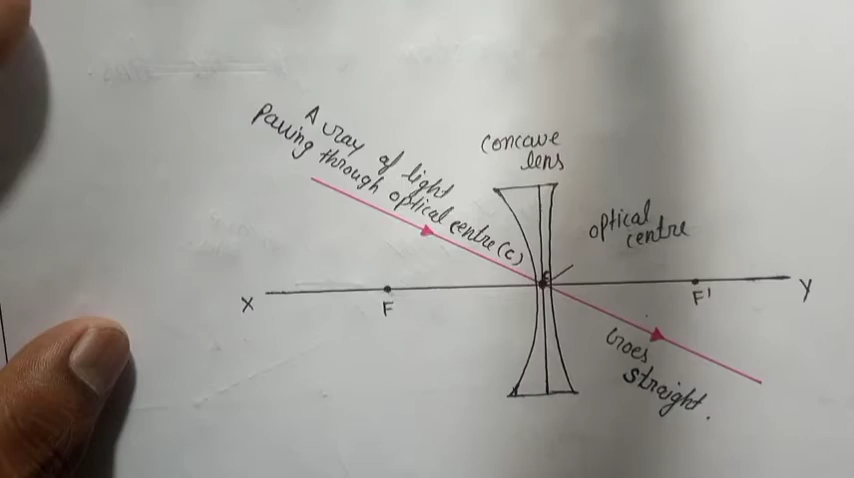 A ray of light
passing through optical centre (c)
concave
lens
optical
centre
C
X
F
F'
Y
Goes
straight.